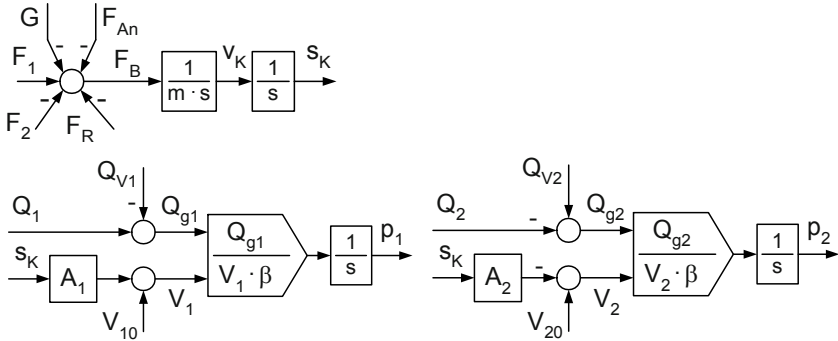 G F_An
F_1 F_B 1/(m · s) v_K 1/s s_K
F_2 F_R
Q_V1
Q_1 Q_g1
s_K A_1 V_1 Q_g1/(V_1 · β) 1/s p_1
V_10
Q_V2
Q_2 Q_g2
s_K A_2 V_2 Q_g2/(V_2 · β) 1/s p_2
V_20